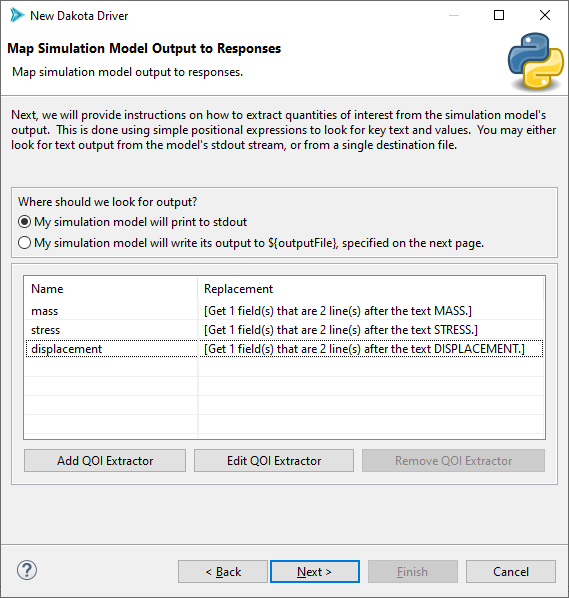 New Dakota Driver
Map Simulation Model Output to Responses
Map simulation model output to responses.
Next, we will provide instructions on how to extract quantities of interest from the simulation model's
output.  This is done using simple positional expressions to look for key text and values.  You may either
look for text output from the model's stdout stream, or from a single destination file.
Where should we look for output?
My simulation model will print to stdout
My simulation model will write its output to ${outputFile}, specified on the next page.
Name Replacement
mass [Get 1 field(s) that are 2 line(s) after the text MASS.]
stress [Get 1 field(s) that are 2 line(s) after the text STRESS.]
displacement [Get 1 field(s) that are 2 line(s) after the text DISPLACEMENT.]
Add QOI Extractor Edit QOI Extractor Remove QOI Extractor
? < Back Next > Finish Cancel